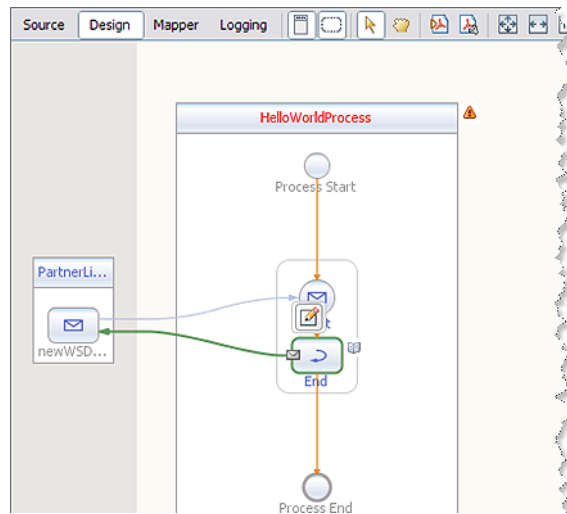 Source Design Mapper Logging
HelloWorldProcess
Process Start
PartnerLi...
newWSD...
End
Process End